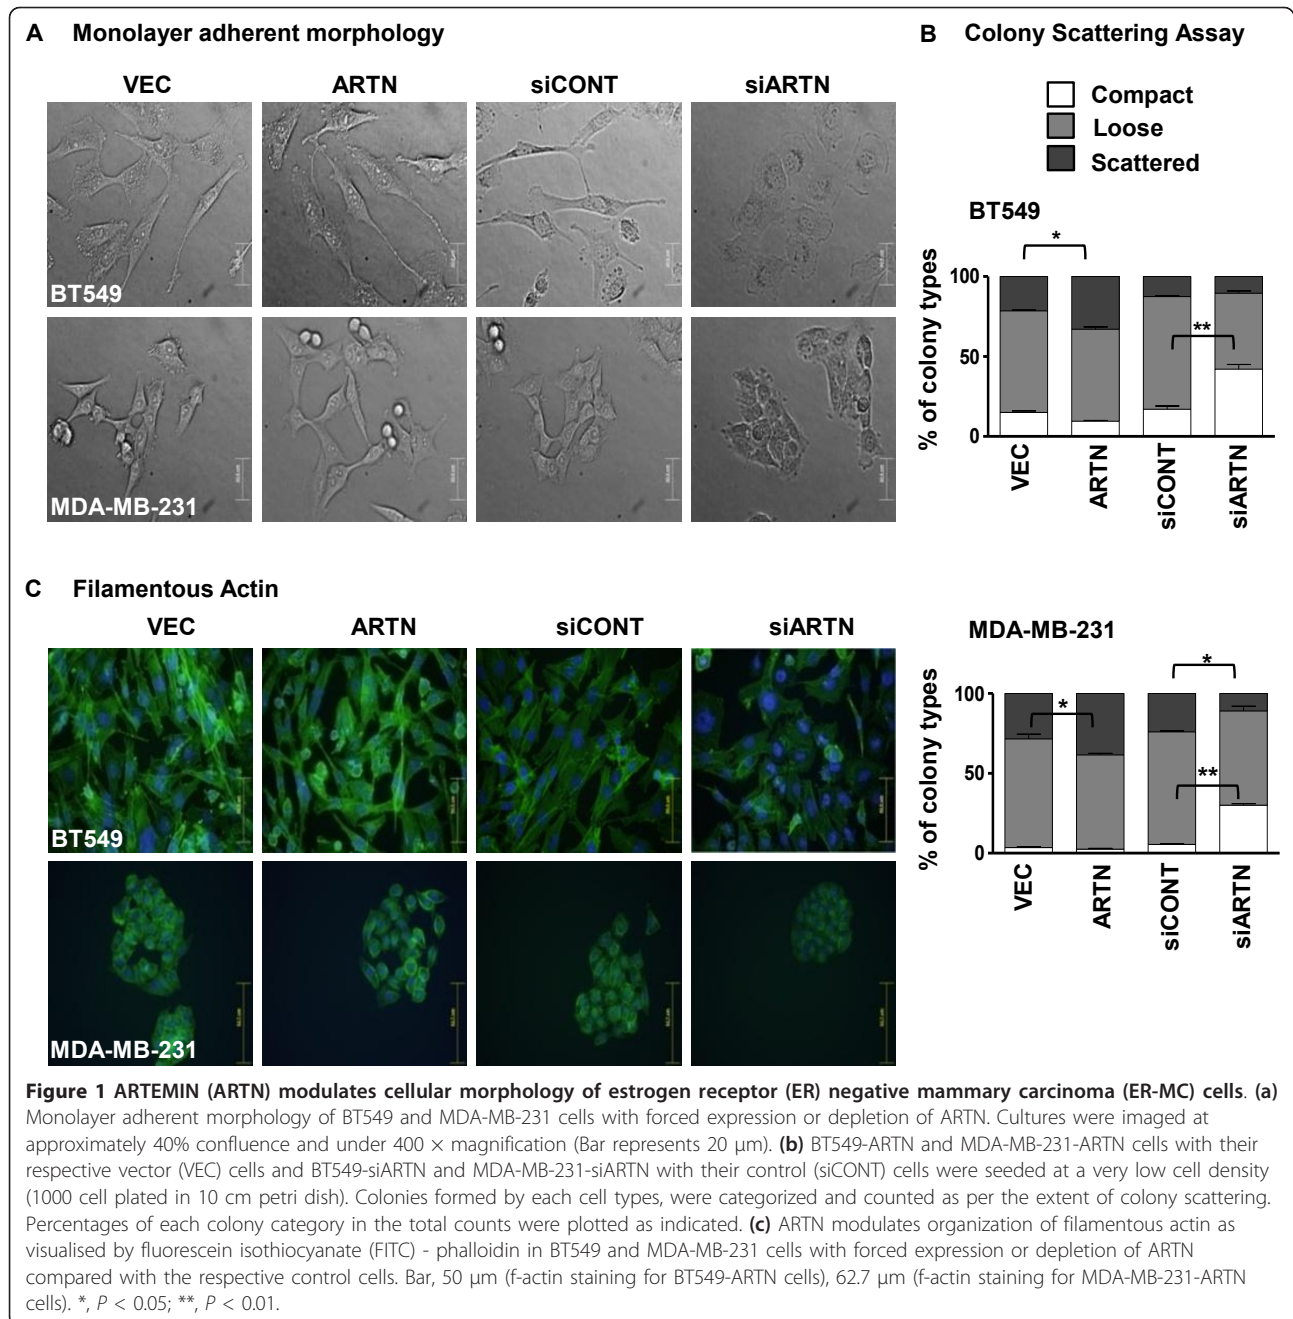 A Monolayer adherent morphology
VEC ARTN siCONT siARTN
BT549
MDA-MB-231
B Colony Scattering Assay
Compact
Loose
Scattered
BT549
*
**
100
50
0
% of colony types
VEC
ARTN
siCONT
siARTN
C Filamentous Actin
VEC ARTN siCONT siARTN
BT549
MDA-MB-231
MDA-MB-231
*
*
**
100
50
0
% of colony types
VEC
ARTN
siCONT
siARTN
Figure 1 ARTEMIN (ARTN) modulates cellular morphology of estrogen receptor (ER) negative mammary carcinoma (ER-MC) cells. (a)
Monolayer adherent morphology of BT549 and MDA-MB-231 cells with forced expression or depletion of ARTN. Cultures were imaged at
approximately 40% confluence and under 400 × magnification (Bar represents 20 μm). (b) BT549-ARTN and MDA-MB-231-ARTN cells with their
respective vector (VEC) cells and BT549-siARTN and MDA-MB-231-siARTN with their control (siCONT) cells were seeded at a very low cell density
(1000 cell plated in 10 cm petri dish). Colonies formed by each cell types, were categorized and counted as per the extent of colony scattering.
Percentages of each colony category in the total counts were plotted as indicated. (c) ARTN modulates organization of filamentous actin as
visualised by fluorescein isothiocyanate (FITC) - phalloidin in BT549 and MDA-MB-231 cells with forced expression or depletion of ARTN
compared with the respective control cells. Bar, 50 μm (f-actin staining for BT549-ARTN cells), 62.7 μm (f-actin staining for MDA-MB-231-ARTN
cells). *, P < 0.05; **, P < 0.01.